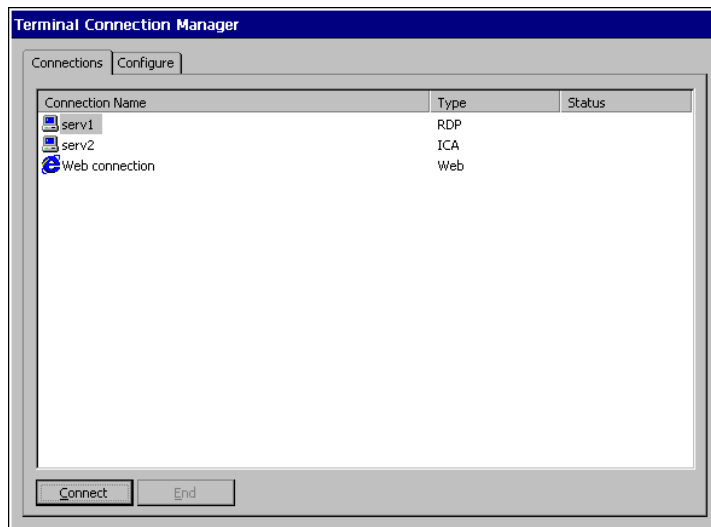 Terminal Connection Manager
Connections Configure
Connection Name Type Status
serv1 RDP
serv2 ICA
Web connection Web
Connect End